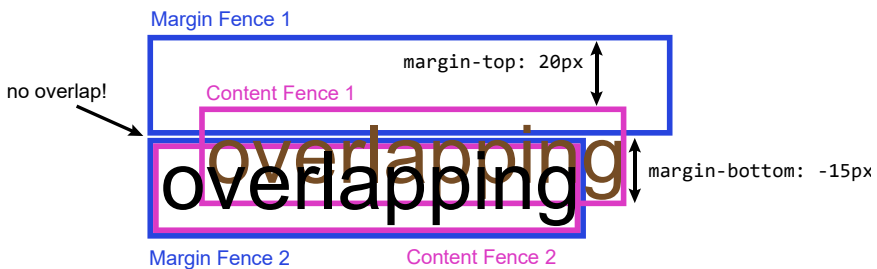 Margin Fence 1
margin-top: 20px
no overlap!
Content Fence 1
overlapping
overlapping
margin-bottom: -15px
Margin Fence 2
Content Fence 2